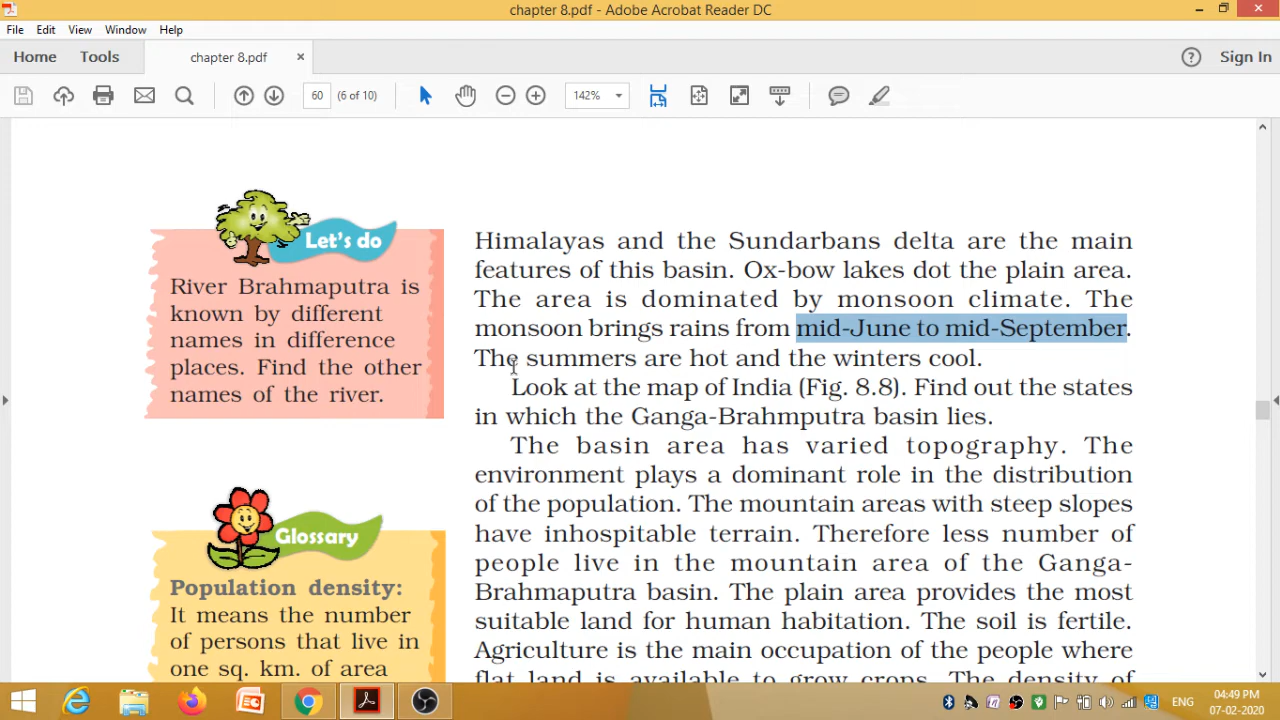 chapter 8.pdf - Adobe Acrobat Reader DC
File Edit View Window Help
Home Tools chapter 8.pdf × Sign In
60 (6 of 10) 142%
Let's do
River Brahmaputra is
known by different
names in difference
places. Find the other
names of the river.
Glossary
Population density:
It means the number
of persons that live in
one sq. km. of area
Himalayas and the Sundarbans delta are the main
features of this basin. Ox-bow lakes dot the plain area.
The area is dominated by monsoon climate. The
monsoon brings rains from mid-June to mid-September.
The summers are hot and the winters cool.
Look at the map of India (Fig. 8.8). Find out the states
in which the Ganga-Brahmputra basin lies.
The basin area has varied topography. The
environment plays a dominant role in the distribution
of the population. The mountain areas with steep slopes
have inhospitable terrain. Therefore less number of
people live in the mountain area of the Ganga-
Brahmaputra basin. The plain area provides the most
suitable land for human habitation. The soil is fertile.
Agriculture is the main occupation of the people where
flat land is available to grow crops. The density of
ENG 04:49 PM
07-02-2020